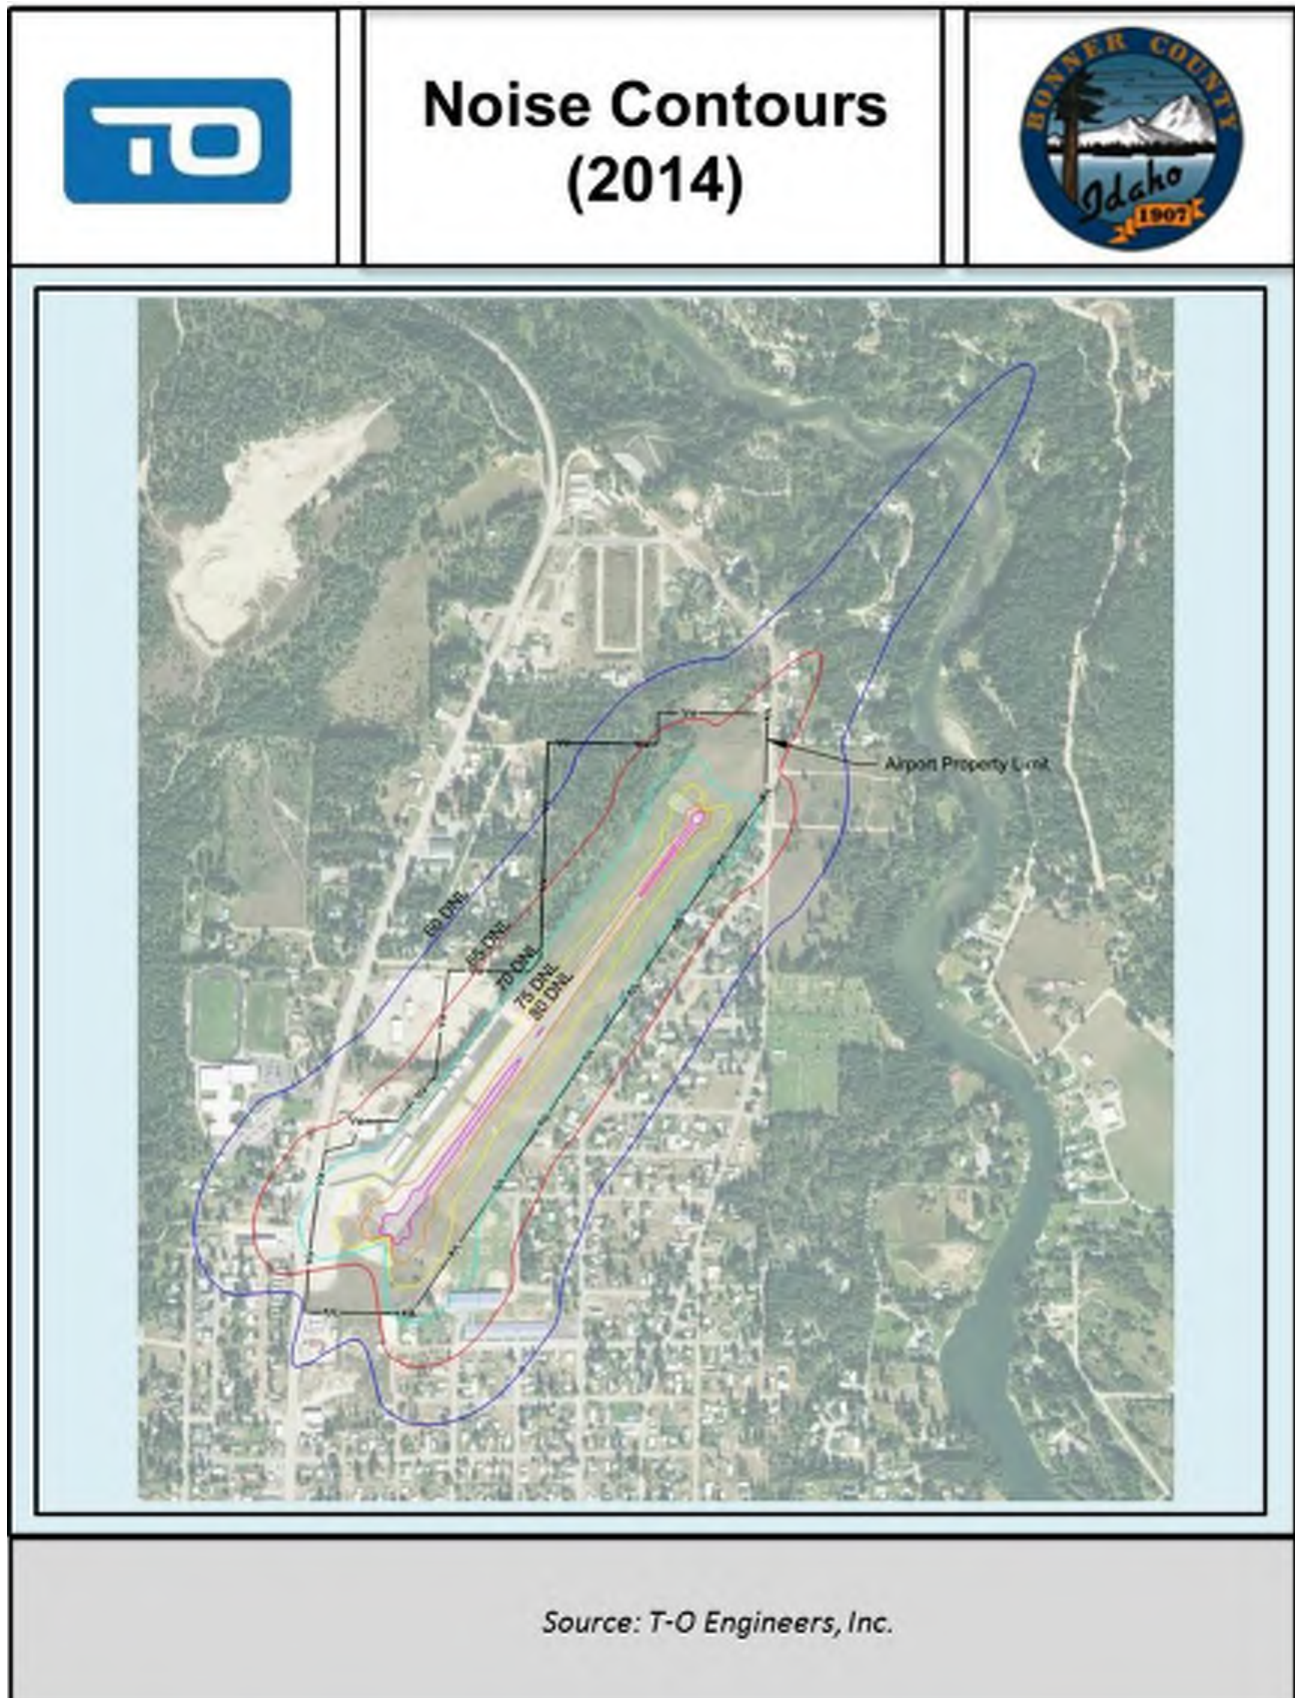 TO
Noise Contours
(2014)
BONNER COUNTY
Idaho
1907
Airport Property Limit
60 DNL
65 DNL
70 DNL
75 DNL
80 DNL
Source: T-O Engineers, Inc.